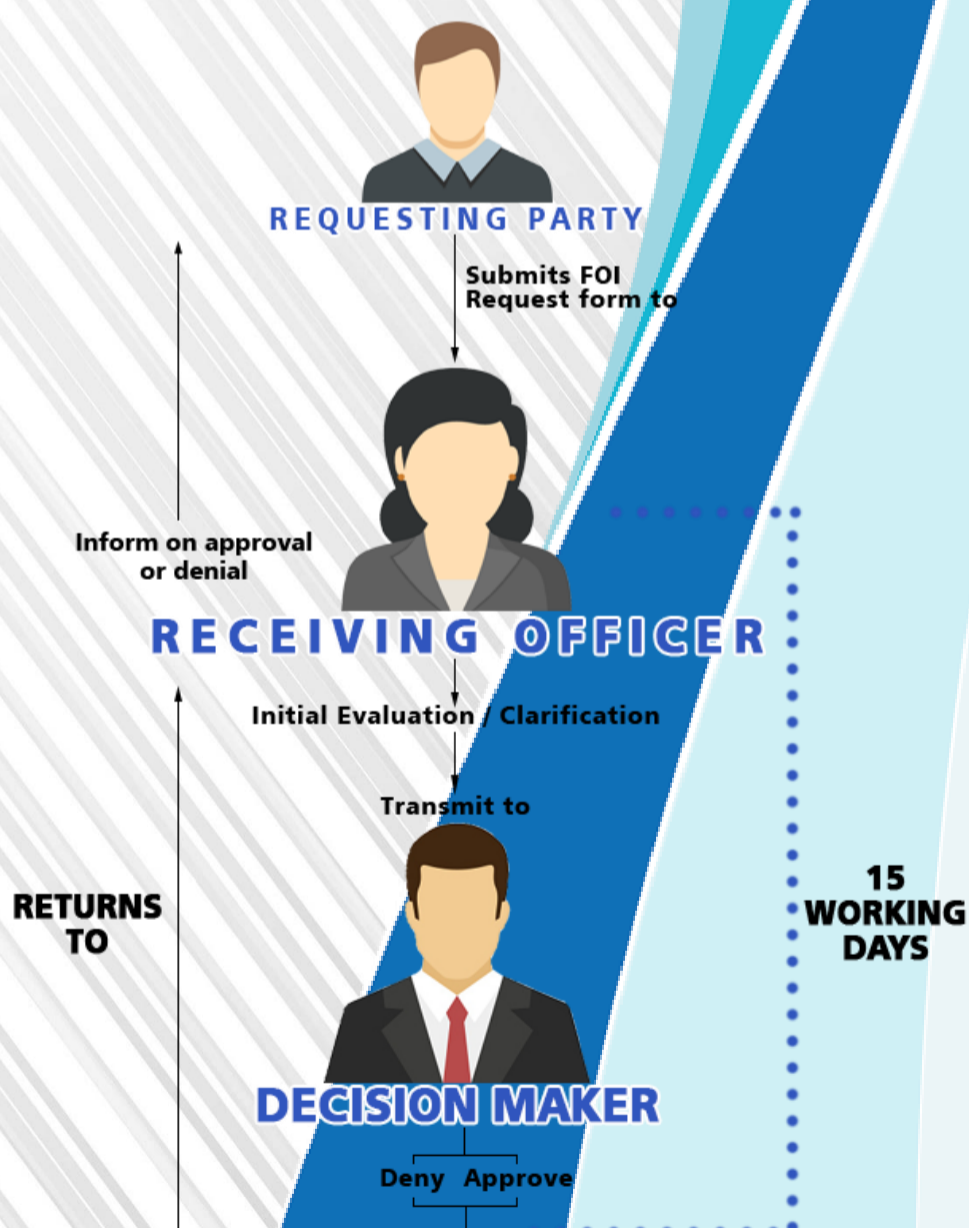 REQUESTING PARTY
Submits FOI
Request form to
Inform on approval
or denial
RECEIVING OFFICER
Initial Evaluation / Clarification
Transmit to
RETURNS
TO
15
WORKING
DAYS
DECISION MAKER
Deny Approve